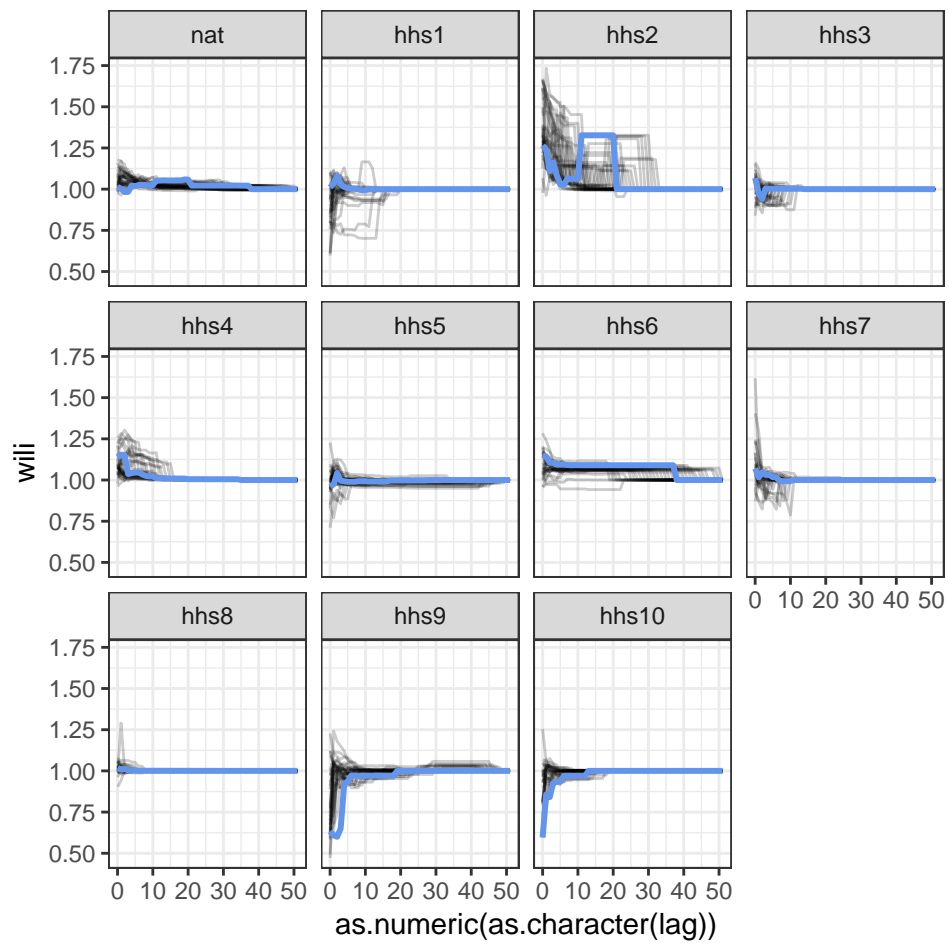 nat hhs1 hhs2 hhs3
1.75
1.50
1.25
1.00
0.75
0.50
hhs4 hhs5 hhs6 hhs7
1.75
1.50
1.25
1.00
0.75
0.50
0 10 20 30 40 50
hhs8 hhs9 hhs10
1.75
1.50
1.25
1.00
0.75
0.50
0 10 20 30 40 50 0 10 20 30 40 50 0 10 20 30 40 50
wili
as.numeric(as.character(lag))